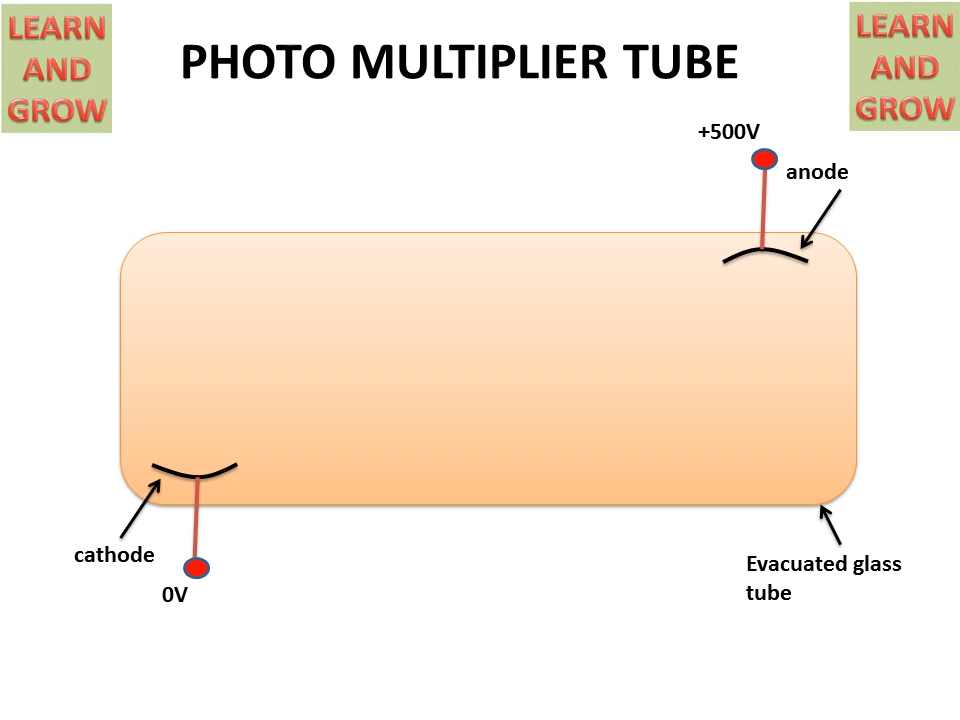 LEARN
AND
GROW
PHOTO MULTIPLIER TUBE
LEARN
AND
GROW
+500V
anode
cathode
0V
Evacuated glass
tube